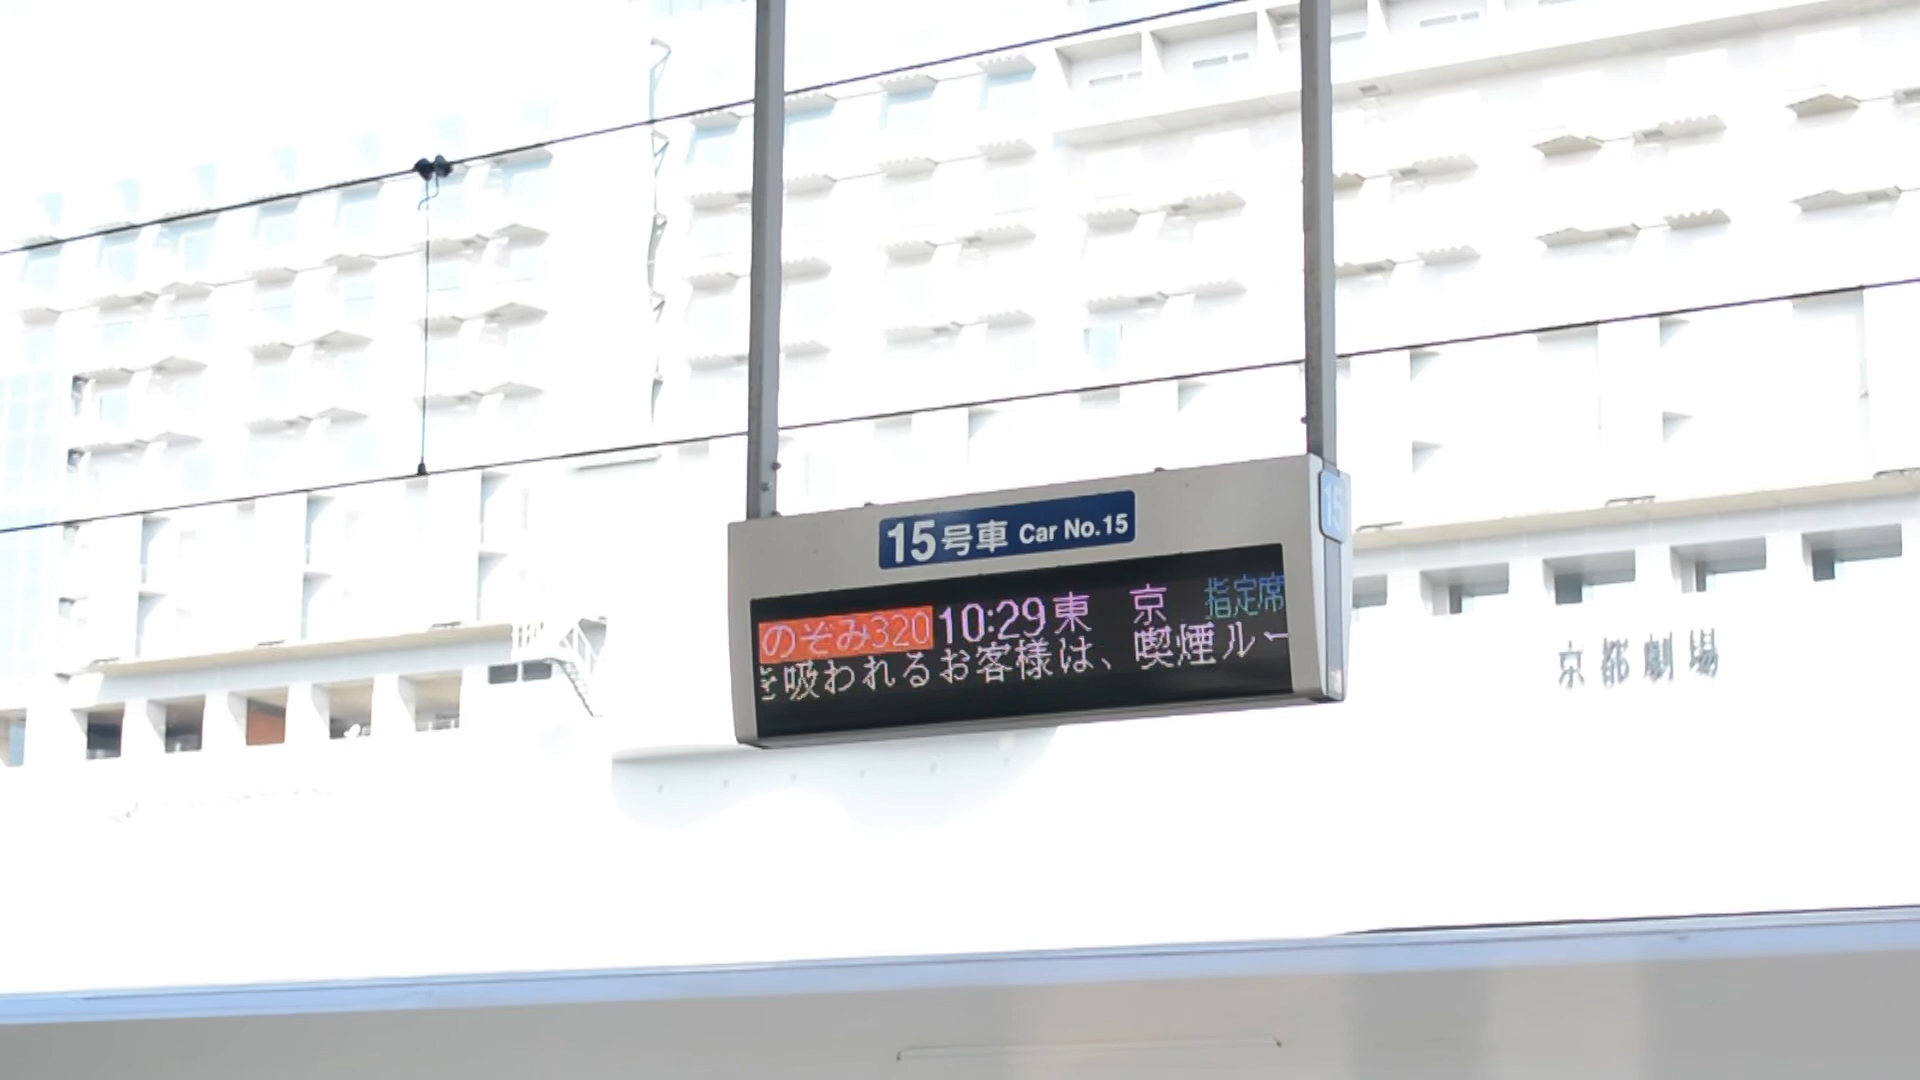 15号車 Car No.15
15
のぞみ320 10:29 東 京 指定席
を吸われるお客様は、喫煙ルー
京都劇場